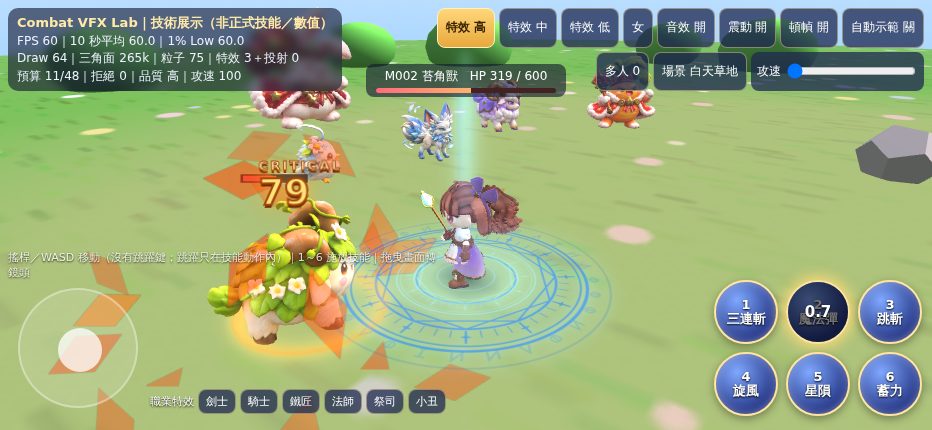 Combat VFX Lab｜技術展示（非正式技能／數值）
FPS 60｜10 秒平均 60.0｜1% Low 60.0
Draw 64｜三角面 265k｜粒子 75｜特效 3＋投射 0
預算 11/48｜拒絕 0｜品質 高｜攻速 100
特效 高
特效 中
特效 低
女
音效 開
震動 開
頓幀 開
自動示範 關
多人 0
場景 白天草地
攻速
M002 苔角獸 HP 319 / 600
CRITICAL
79
搖桿／WASD 移動（沒有跳躍鍵；跳躍只在技能動作內）｜1～6 施放技能｜拖曳畫面轉
鏡頭
1
三連斬
2
魔法彈
0.7
3
跳斬
4
旋風
5
星隕
6
蓄力
職業特效
劍士
騎士
鐵匠
法師
祭司
小丑